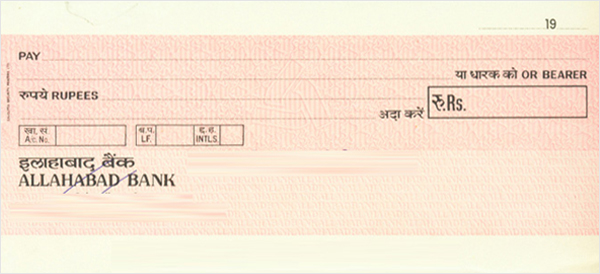 19
PAY
या धारक को OR BEARER
रुपये RUPEES
अदा करें रु.Rs.
खा. सं. A/c. No. ब.प. LF. ह.ह. INTLS.
इलाहाबाद बैंक
ALLAHABAD BANK